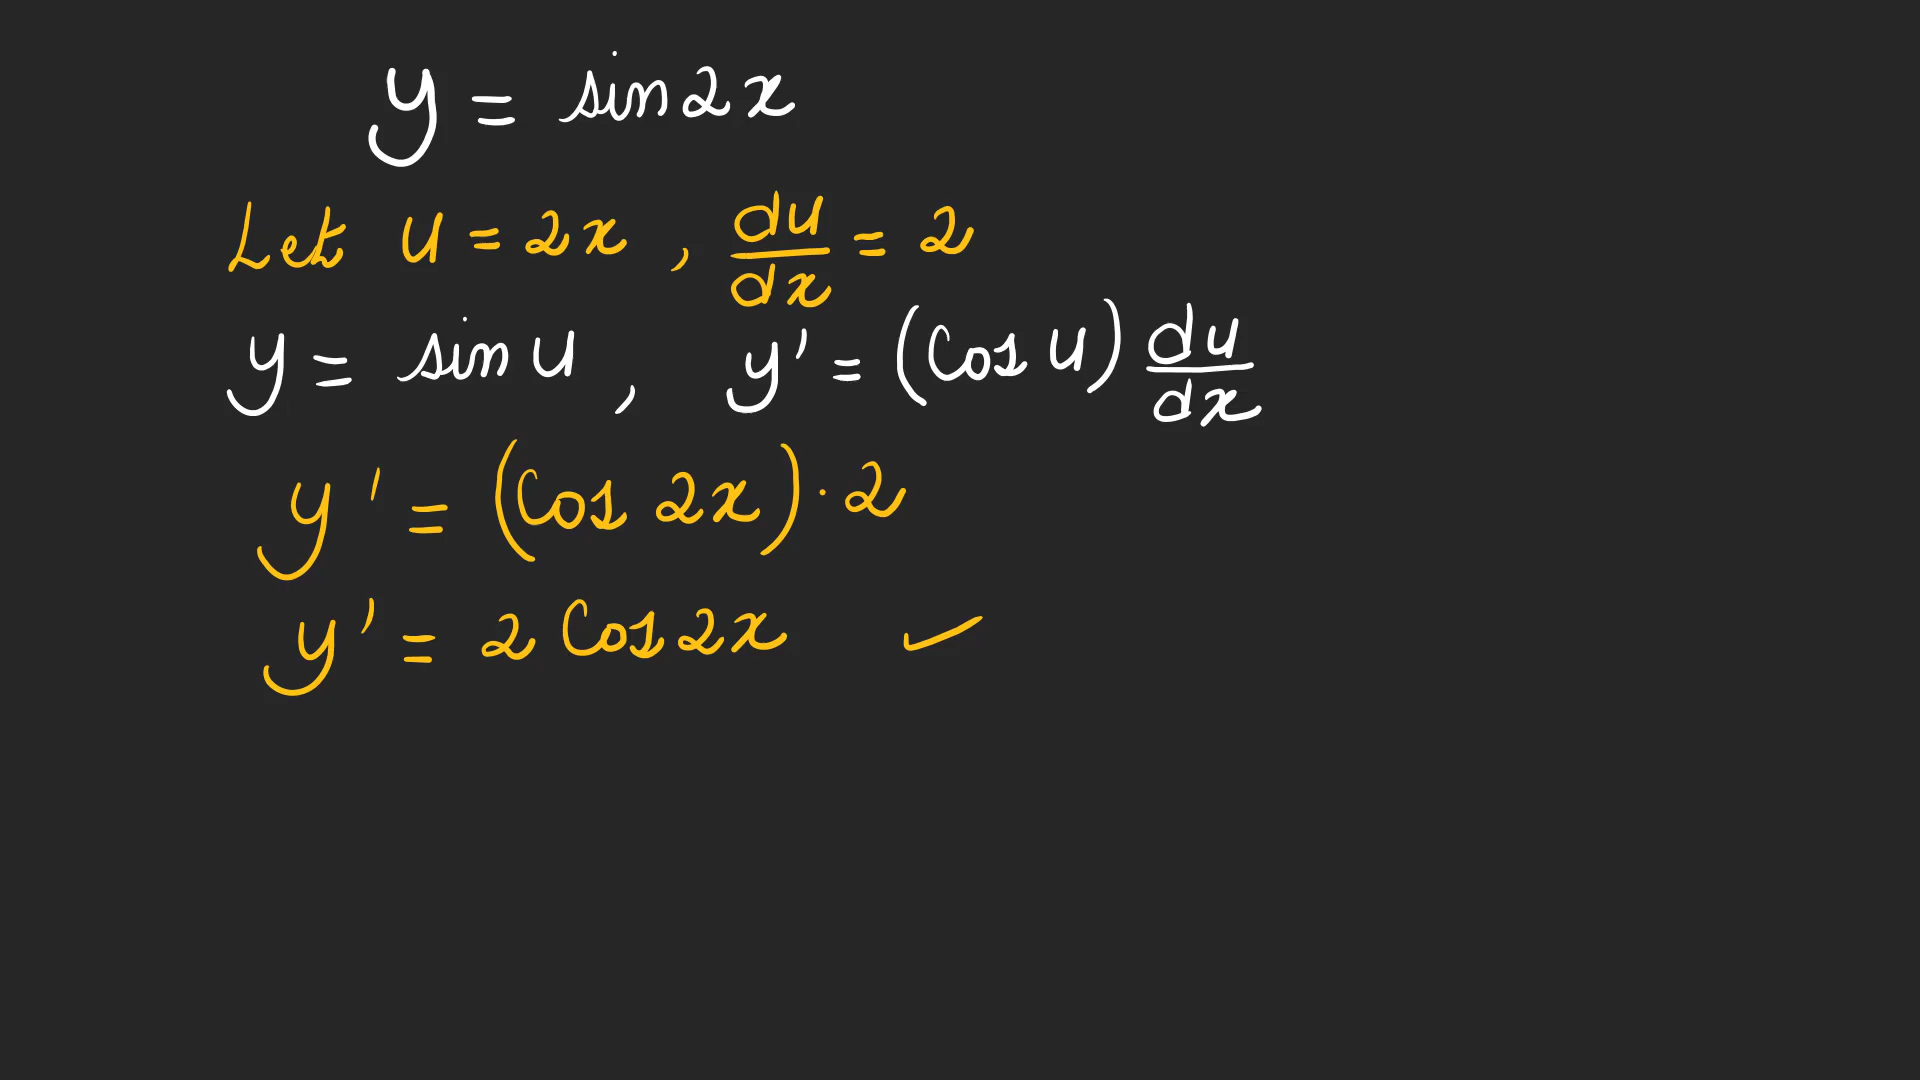 y = sin 2x
Let u = 2x , du/dx = 2
y = sin u , y' = (Cos u) du/dx
y' = (Cos 2x) · 2
y' = 2 Cos 2x ✓